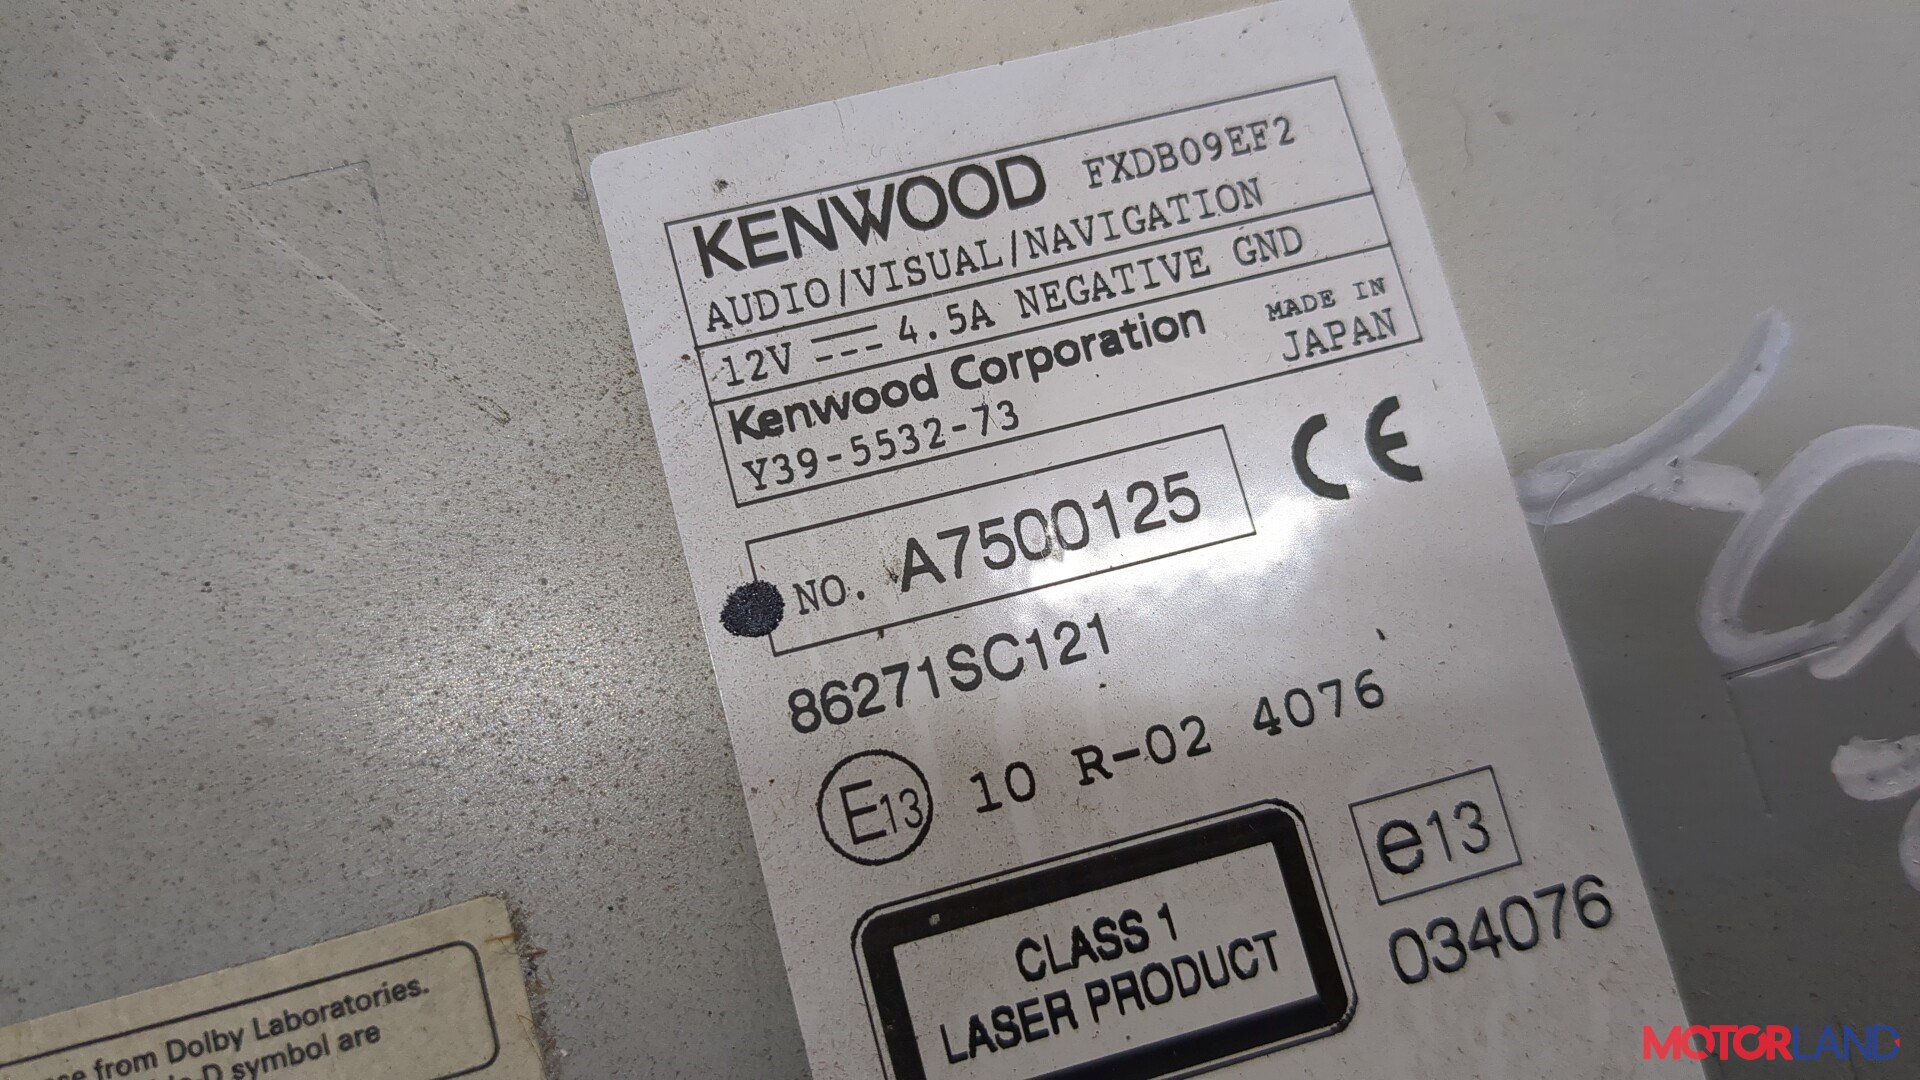 KENWOOD FXDB09EF2
AUDIO/VISUAL/NAVIGATION
12V 4.5A NEGATIVE GND
Kenwood Corporation MADE IN
Y39-5532-73 JAPAN
CE
NO. A7500125
86271SC121
E13 10 R-02 4076
e13
034076
CLASS 1
LASER PRODUCT
from Dolby Laboratories.
D symbol are
MOTORLAND